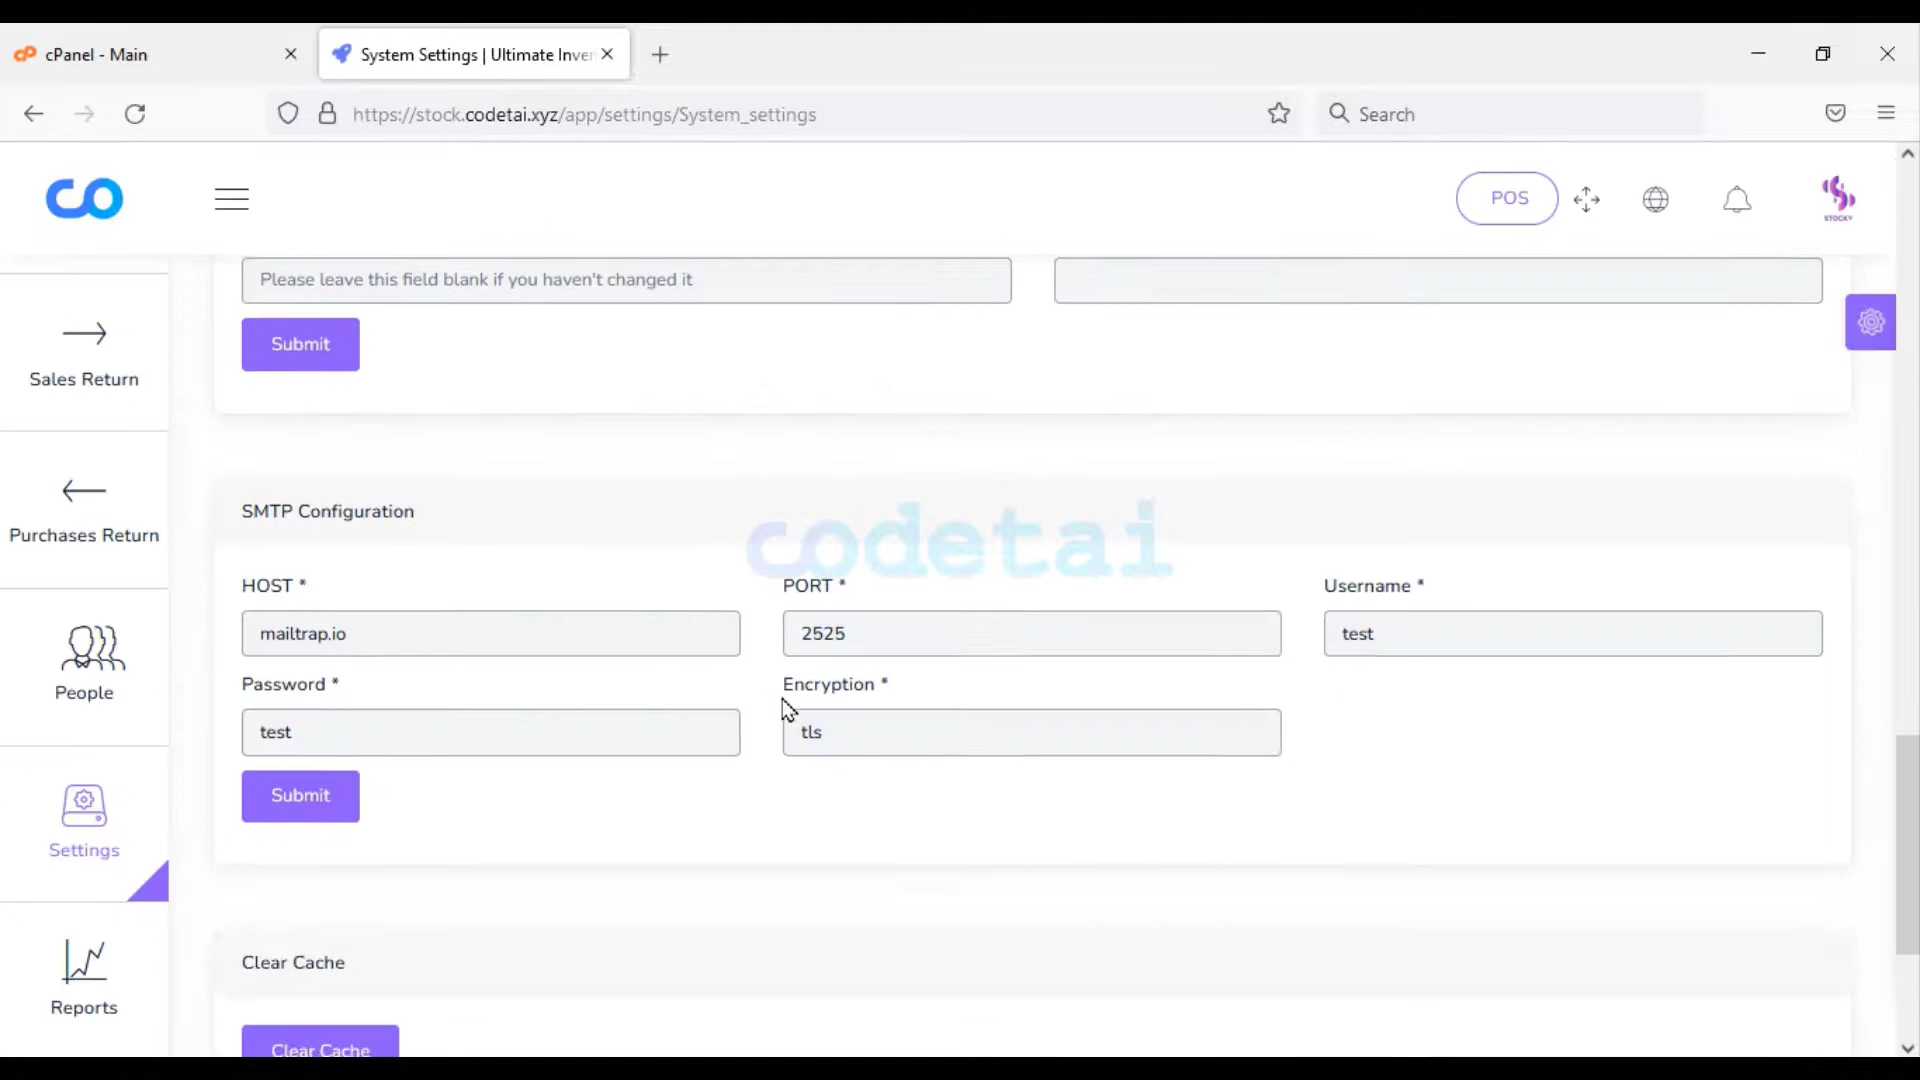 cPanel - Main
System Settings | Ultimate Inven
https://stock.codetai.xyz/app/settings/System_settings
Search
POS
STOCKY
Please leave this field blank if you haven't changed it
Submit
Sales Return
Purchases Return
People
Settings
Reports
SMTP Configuration
codetai
HOST *
PORT *
Username *
mailtrap.io
2525
test
Password *
Encryption *
test
tls
Submit
Clear Cache
Clear Cache